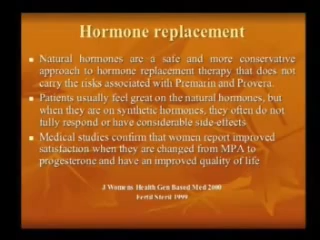 Hormone replacement
Natural hormones are a safe and more conservative
approach to hormone replacement therapy that does not
carry the risks associated with Premarin and Provera.
Patients usually feel great on the natural hormones, but
when they are on synthetic hormones, they often do not
fully respond or have considerable side-effects
Medical studies confirm that women report improved
satisfaction when they are changed from MPA to
progesterone and have an improved quality of life
J Womens Health Gen Based Med 2000
Fertil Steril 1999